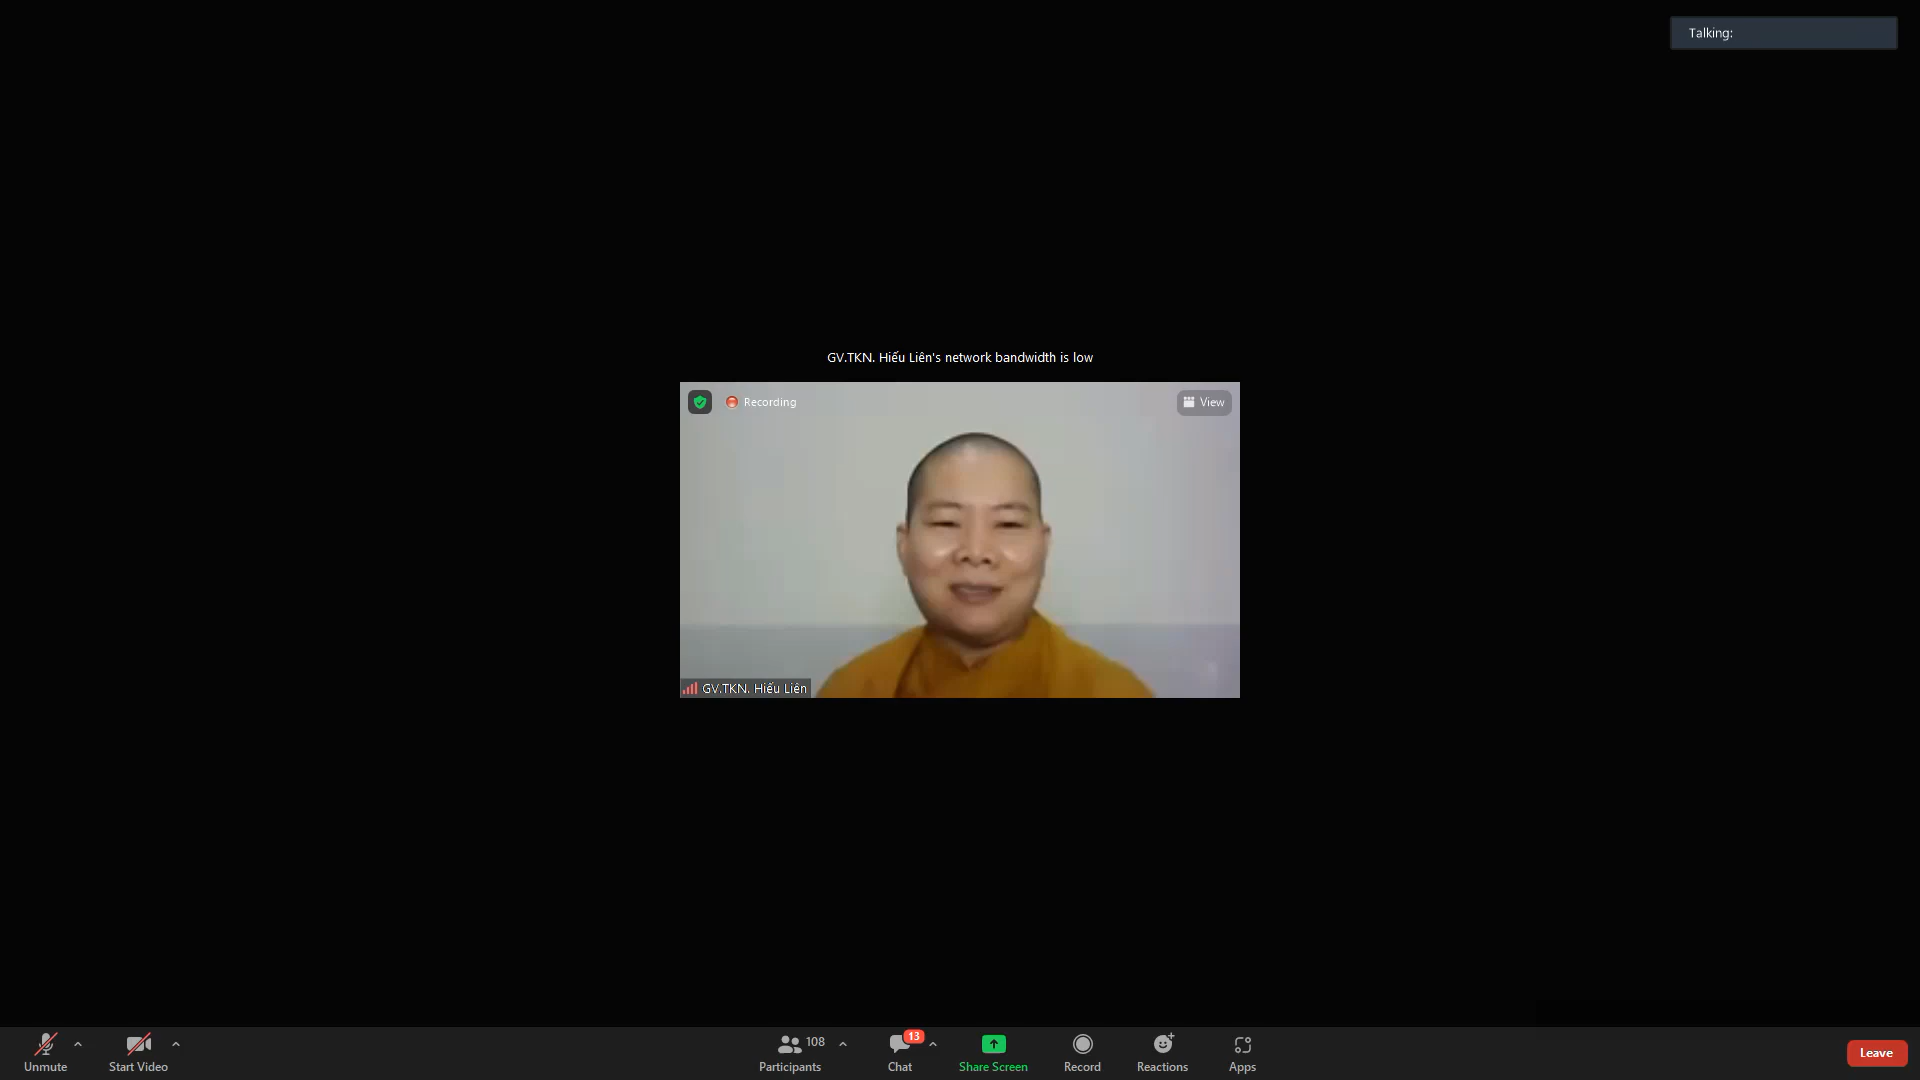 Talking:
GV.TKN. Hiếu Liên's network bandwidth is low
Recording
View
GV.TKN. Hiếu Liên
108
13
Unmute
Start Video
Participants
Chat
Share Screen
Record
Reactions
Apps
Leave